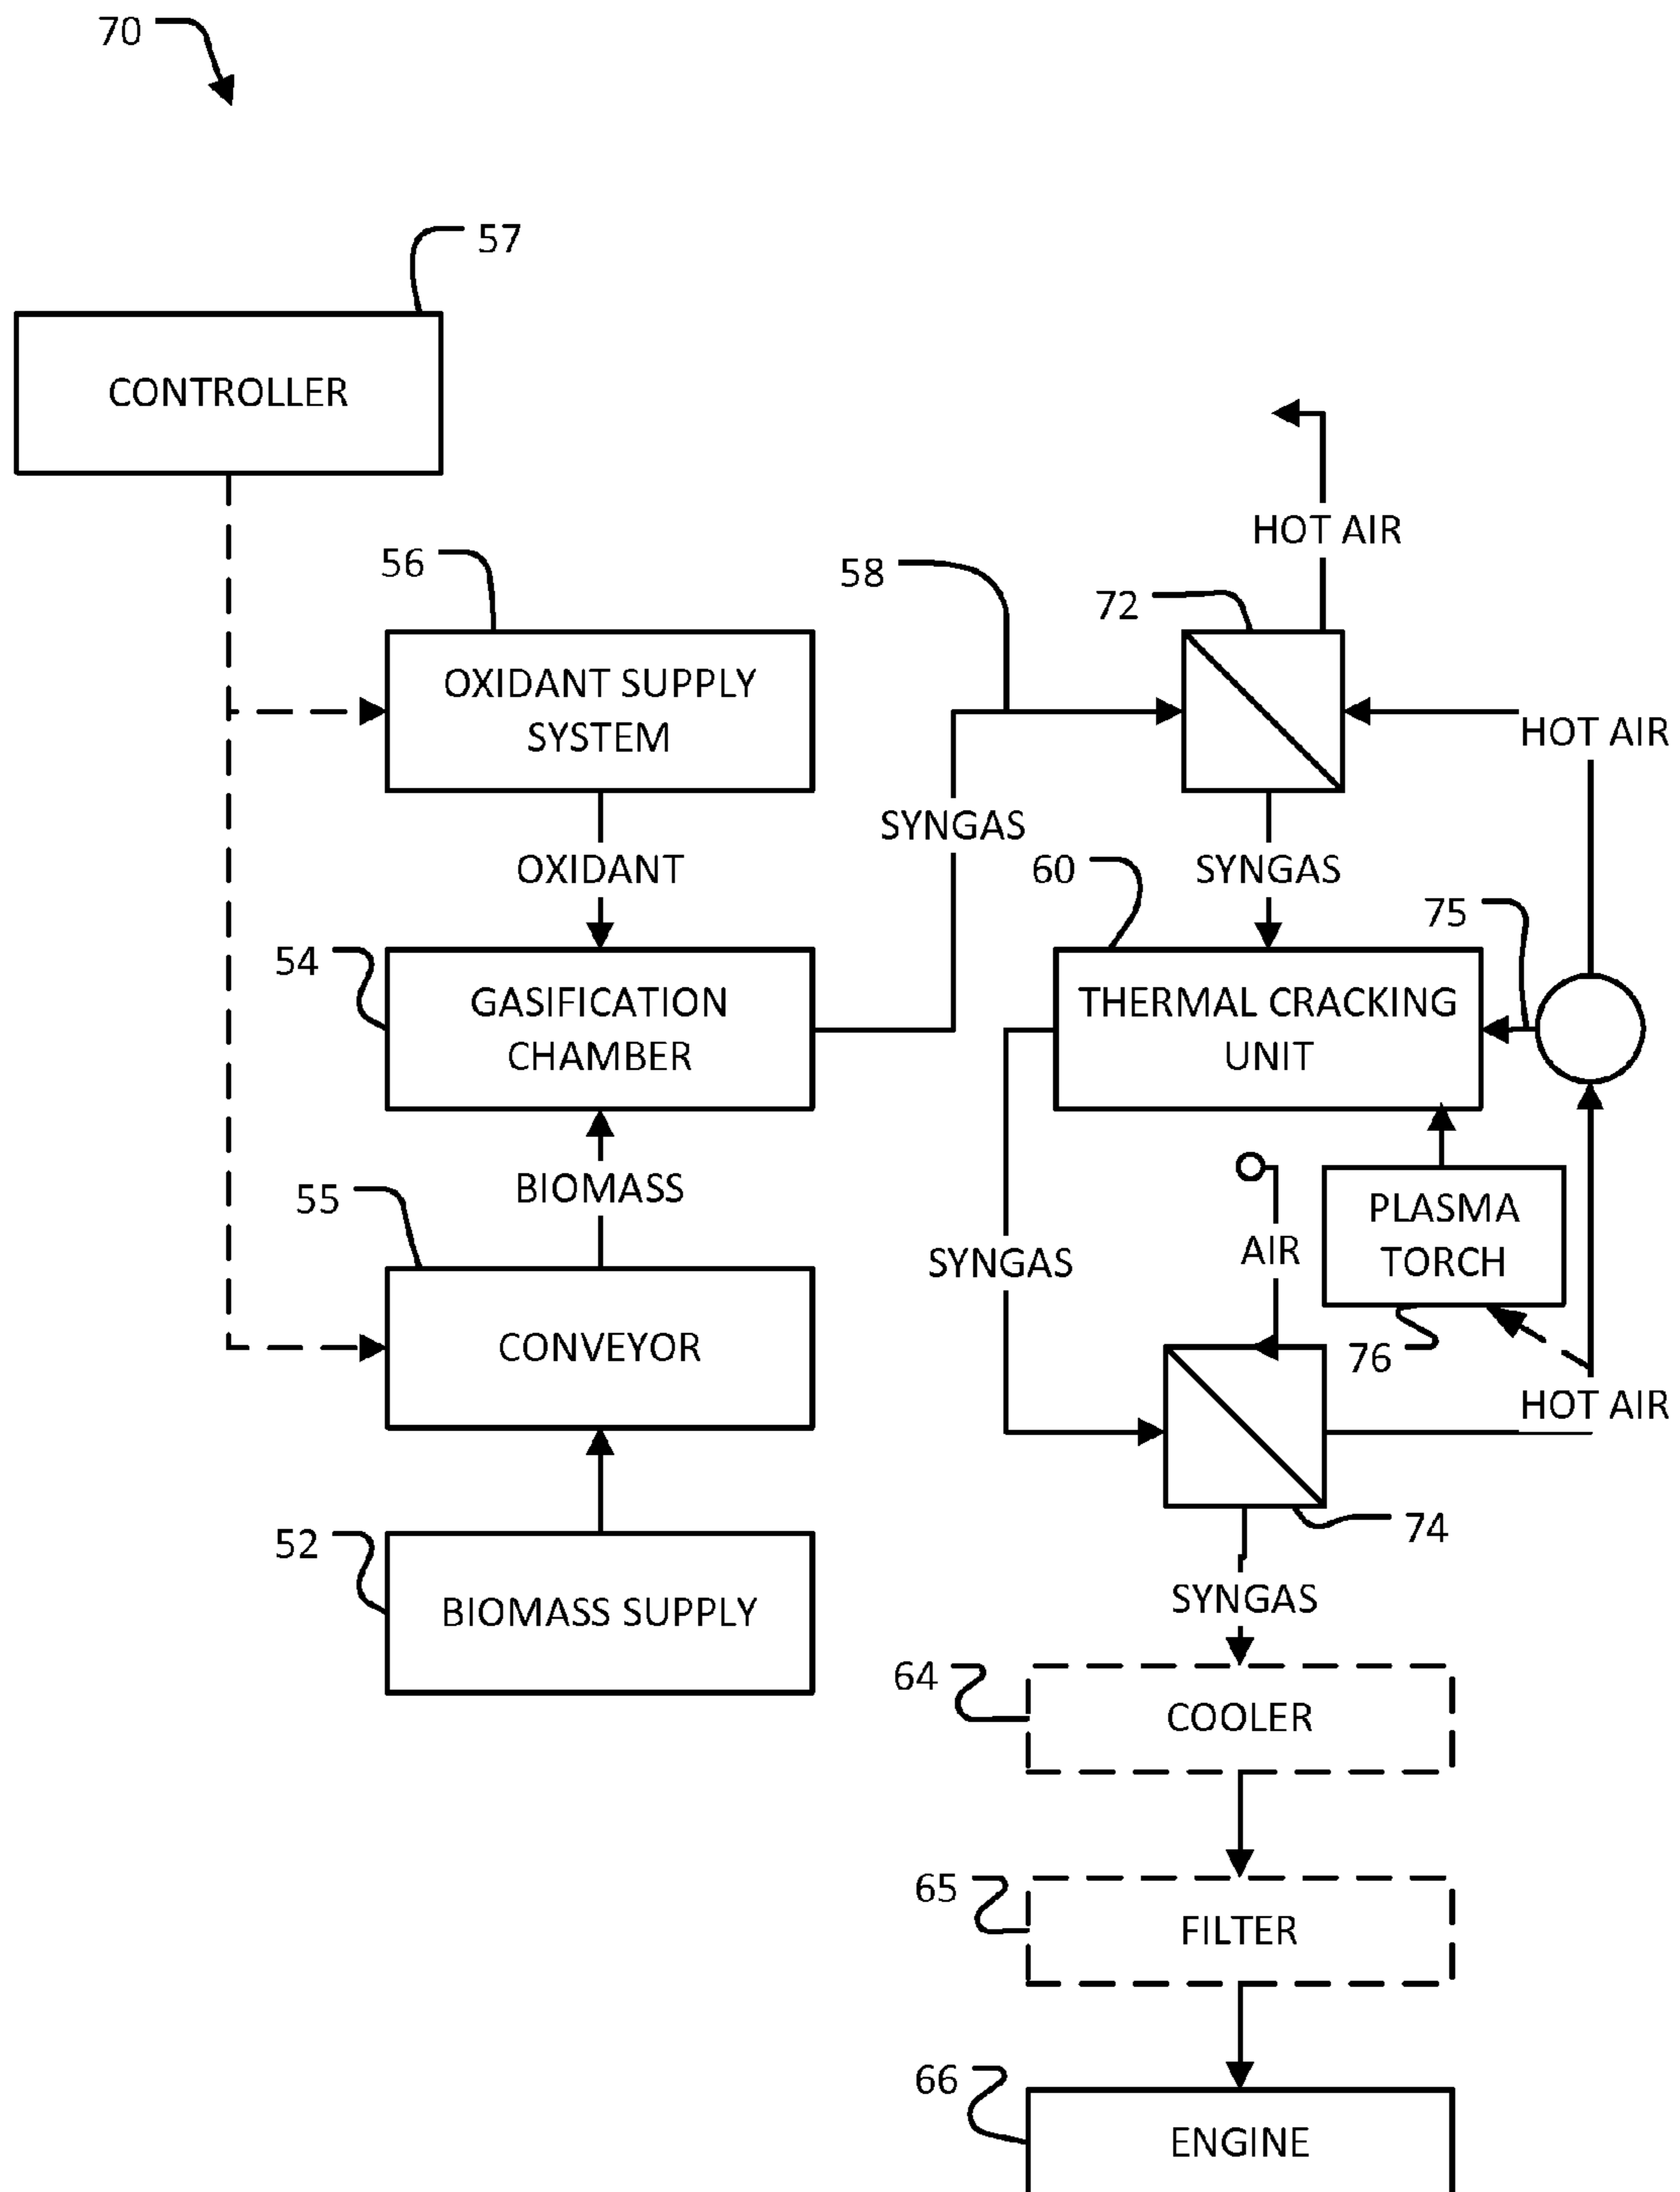 70
57
CONTROLLER
HOT AIR
56
58
72
OXIDANT SUPPLY
SYSTEM
HOT AIR
SYNGAS
OXIDANT
60
SYNGAS
75
54
GASIFICATION
CHAMBER
THERMAL CRACKING
UNIT
55
BIOMASS
SYNGAS
AIR
PLASMA
TORCH
CONVEYOR
76
HOT AIR
52
74
BIOMASS SUPPLY
SYNGAS
64
COOLER
65
FILTER
66
ENGINE